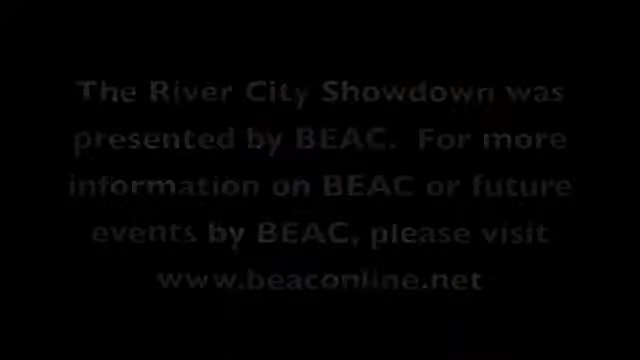 The River City Showdown was
presented by BEAC.  For more
information on BEAC or future
events by BEAC, please visit
www.beaconline.net